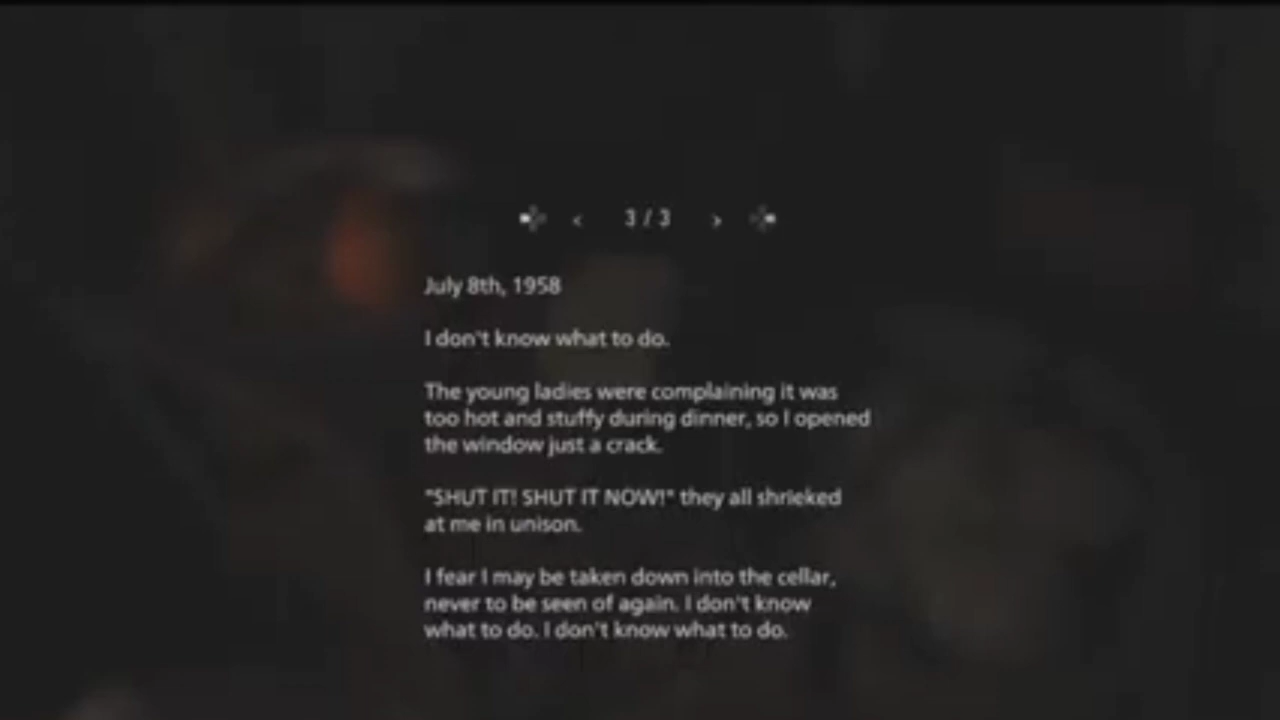 < 3 / 3 >
July 8th, 1958
I don't know what to do.
The young ladies were complaining it was
too hot and stuffy during dinner, so I opened
the window just a crack.
"SHUT IT! SHUT IT NOW!" they all shrieked
at me in unison.
I fear I may be taken down into the cellar,
never to be seen of again. I don't know
what to do. I don't know what to do.